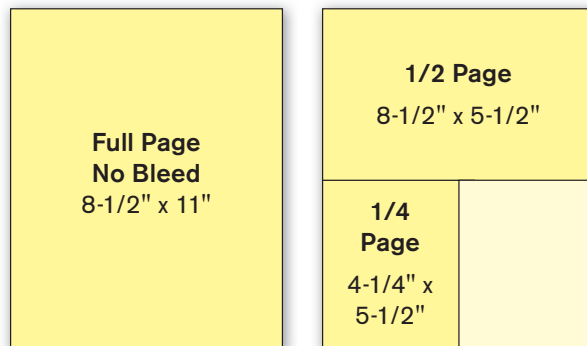 Full Page
No Bleed
8-1/2" x 11"
1/2 Page
8-1/2" x 5-1/2"
1/4
Page
4-1/4" x
5-1/2"